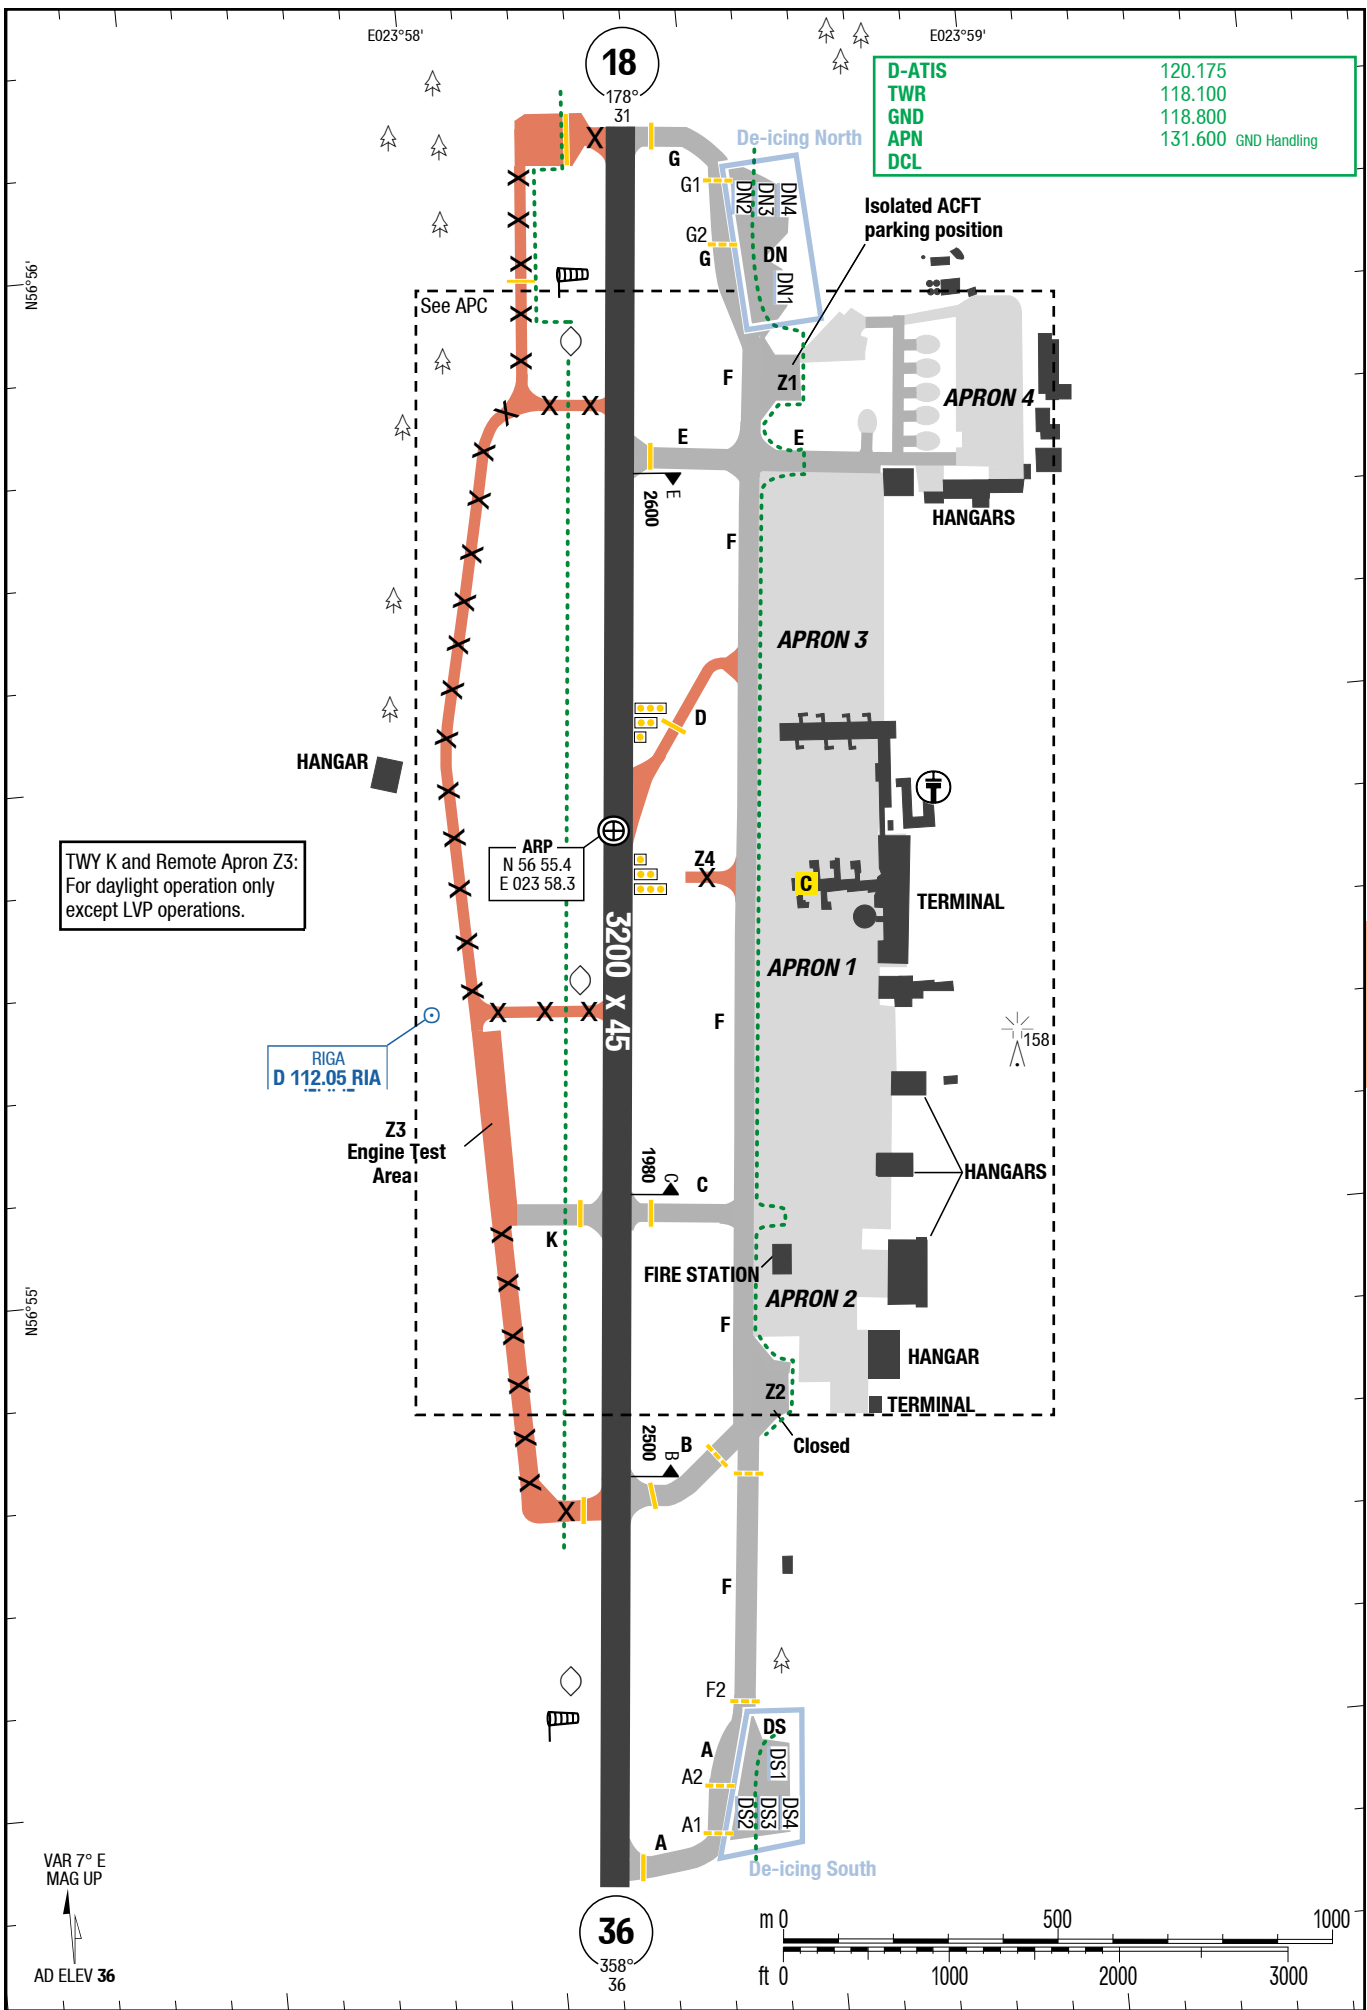 E023°58'
E023°59'
18
178°
31
D-ATIS 120.175
TWR 118.100
GND 118.800
APN 131.600 GND Handling
DCL
De-icing North
G
G1
DN2
DN3
DN4
Isolated ACFT
parking position
G2
G
DN
DN1
N56°56'
See APC
F
Z1
APRON 4
E
E
E
2600
HANGARS
F
APRON 3
D
HANGAR
ARP
N 56 55.4
E 023 58.3
TWY K and Remote Apron Z3:
For daylight operation only
except LVP operations.
Z4
C
TERMINAL
3200 x 45
APRON 1
F
158
RIGA
D 112.05 RIA
Z3
Engine Test
Area
1980
C
C
HANGARS
K
FIRE STATION
APRON 2
N56°55'
F
HANGAR
Z2
TERMINAL
Closed
2500
B
B
F
F2
DS
A
DS1
A2
DS2
DS3
DS4
A1
A
De-icing South
VAR 7° E
MAG UP
AD ELEV 36
36
358°
36
m 0 500 1000
ft 0 1000 2000 3000